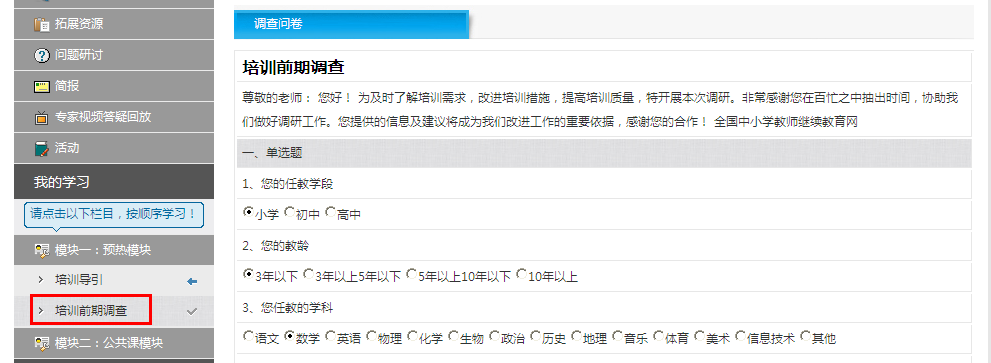 拓展资源
问题研讨
简报
专家视频答疑回放
活动
我的学习
请点击以下栏目，按顺序学习！
模块一：预热模块
培训导引
培训前期调查
模块二：公共课模块
调查问卷
培训前期调查
尊敬的老师： 您好！ 为及时了解培训需求，改进培训措施，提高培训质量，特开展本次调研。非常感谢您在百忙之中抽出时间，协助我
们做好调研工作。您提供的信息及建议将成为我们改进工作的重要依据，感谢您的合作！ 全国中小学教师继续教育网
一、单选题
1、您的任教学段
小学 初中 高中
2、您的教龄
3年以下 3年以上5年以下 5年以上10年以下 10年以上
3、您任教的学科
语文 数学 英语 物理 化学 生物 政治 历史 地理 音乐 体育 美术 信息技术 其他